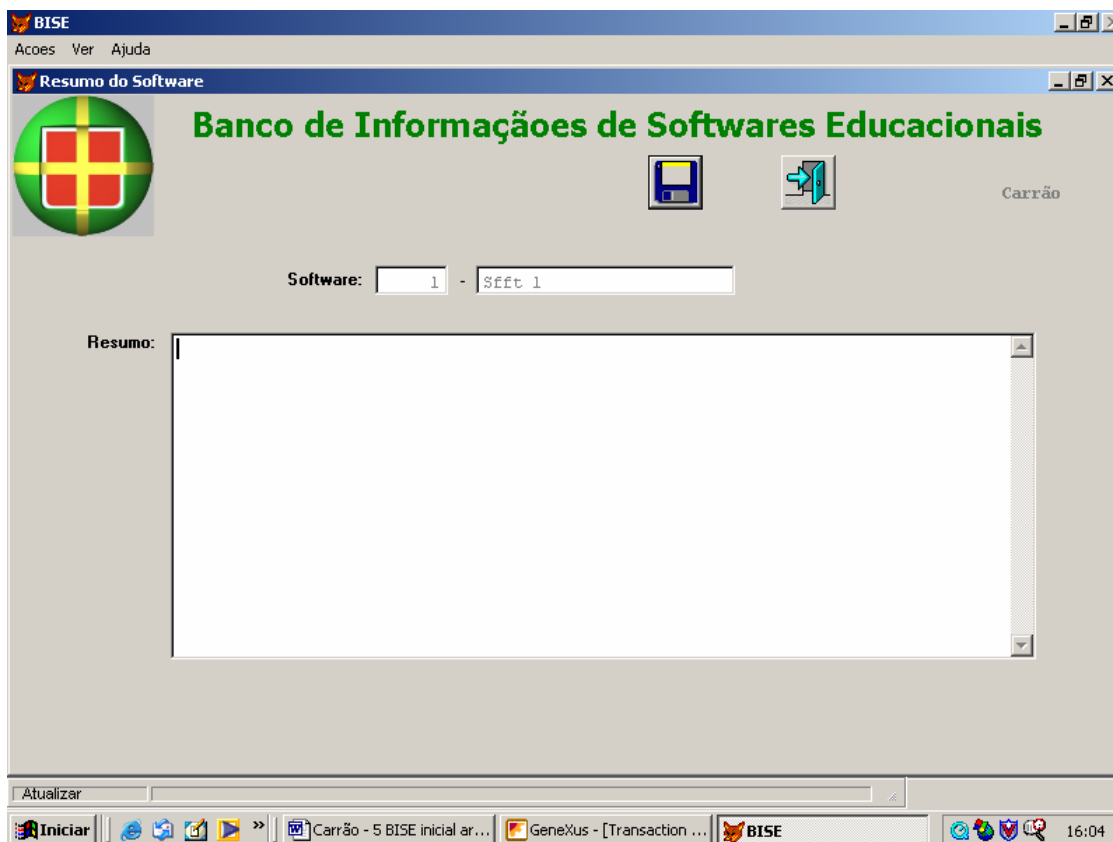 BISE
Acoes Ver Ajuda
Resumo do Software
Banco de Informaçãoes de Softwares Educacionais
Carrão
Software: 1 - Sfft 1
Resumo:
Atualizar
Iniciar » Carrão - 5 BISE inicial ar... GeneXus - [Transaction ... BISE 16:04